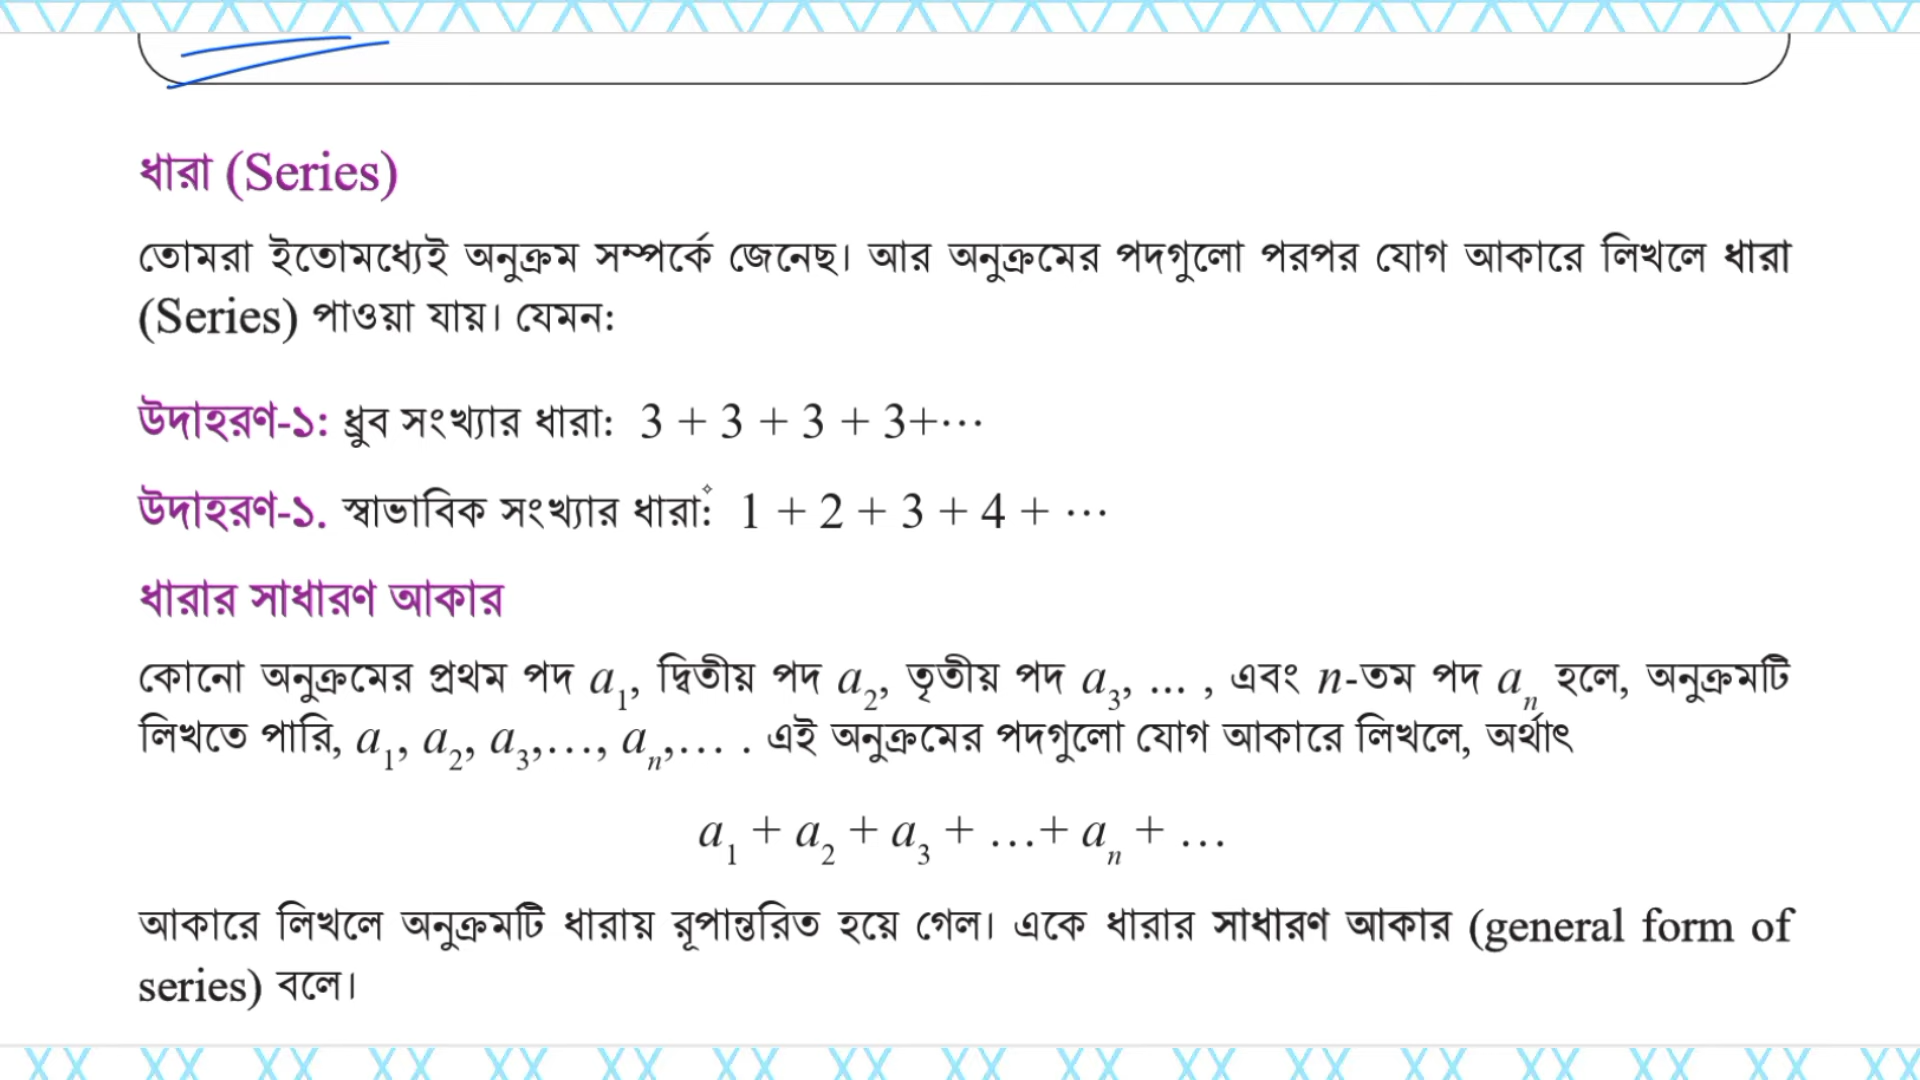 ধারা (Series)
তোমরা ইতোমধ্যেই অনুক্রম সম্পর্কে জেনেছ। আর অনুক্রমের পদগুলো পরপর যোগ আকারে লিখলে ধারা
(Series) পাওয়া যায়। যেমন:
উদাহরণ-১: ধ্রুব সংখ্যার ধারা: 3 + 3 + 3 + 3+⋯
উদাহরণ-১. স্বাভাবিক সংখ্যার ধারা: 1 + 2 + 3 + 4 + ⋯
ধারার সাধারণ আকার
কোনো অনুক্রমের প্রথম পদ a₁, দ্বিতীয় পদ a₂, তৃতীয় পদ a₃, ... , এবং n-তম পদ aₙ হলে, অনুক্রমটি
লিখতে পারি, a₁, a₂, a₃,…, aₙ,… . এই অনুক্রমের পদগুলো যোগ আকারে লিখলে, অর্থাৎ
a₁ + a₂ + a₃ + …+ aₙ + …
আকারে লিখলে অনুক্রমটি ধারায় রূপান্তরিত হয়ে গেল। একে ধারার সাধারণ আকার (general form of
series) বলে।